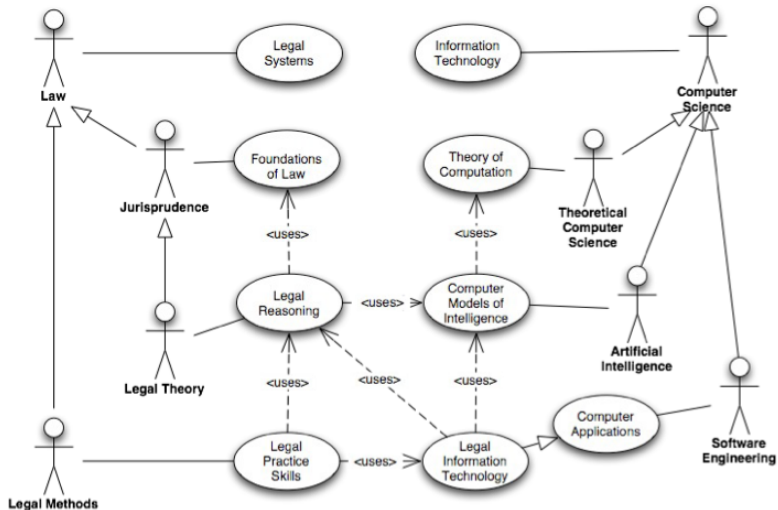 Legal
Systems
Information
Technology
Law
Computer
Science
Foundations
of Law
Theory of
Computation
Jurisprudence
Theoretical
Computer
Science
<uses>
<uses>
Legal
Reasoning
<uses>
Computer
Models of
Intelligence
Artificial
Intelligence
Legal Theory
<uses>
<uses>
<uses>
Computer
Applications
Legal
Practice
Skills
<uses>
Legal
Information
Technology
Software
Engineering
Legal Methods